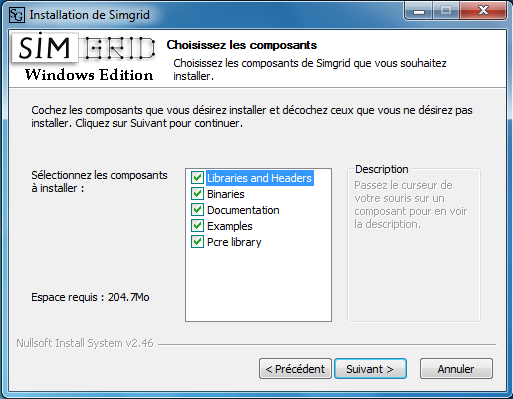 SG Installation de Simgrid
SIMGRID
Windows Edition
Choisissez les composants
Choisissez les composants de Simgrid que vous souhaitez
installer.
Cochez les composants que vous désirez installer et décochez ceux que vous ne désirez pas
installer. Cliquez sur Suivant pour continuer.
Sélectionnez les composants
à installer :
Libraries and Headers
Binaries
Documentation
Examples
Pcre library
Description
Passez le curseur de
votre souris sur un
composant pour en voir
la description.
Espace requis : 204.7Mo
Nullsoft Install System v2.46
< Précédent
Suivant >
Annuler